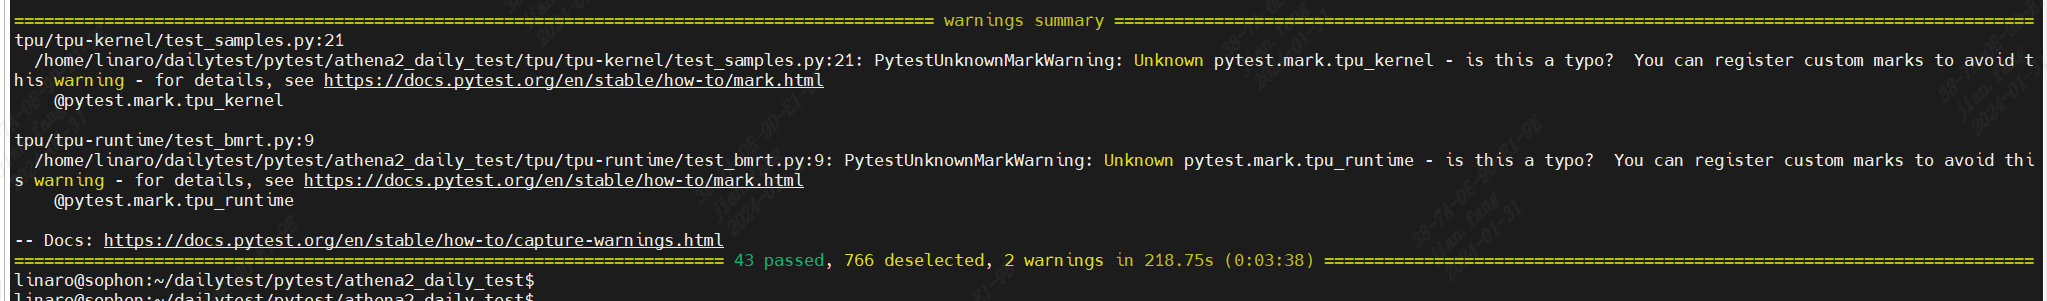 ============================================================================================ warnings summary ============================================================================================
tpu/tpu-kernel/test_samples.py:21
  /home/linaro/dailytest/pytest/athena2_daily_test/tpu/tpu-kernel/test_samples.py:21: PytestUnknownMarkWarning: Unknown pytest.mark.tpu_kernel - is this a typo?  You can register custom marks to avoid t
his warning - for details, see https://docs.pytest.org/en/stable/how-to/mark.html
    @pytest.mark.tpu_kernel
tpu/tpu-runtime/test_bmrt.py:9
  /home/linaro/dailytest/pytest/athena2_daily_test/tpu/tpu-runtime/test_bmrt.py:9: PytestUnknownMarkWarning: Unknown pytest.mark.tpu_runtime - is this a typo?  You can register custom marks to avoid thi
s warning - for details, see https://docs.pytest.org/en/stable/how-to/mark.html
    @pytest.mark.tpu_runtime
-- Docs: https://docs.pytest.org/en/stable/how-to/capture-warnings.html
======================================================================= 43 passed, 766 deselected, 2 warnings in 218.75s (0:03:38) =======================================================================
linaro@sophon:~/dailytest/pytest/athena2_daily_test$
linaro@sophon:~/dailytest/pytest/athena2_daily_test$